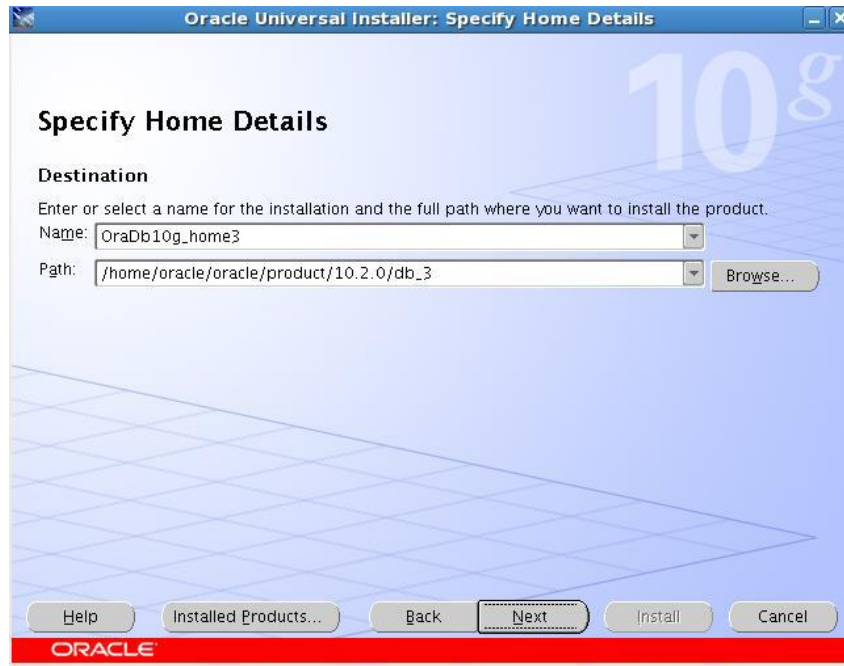 Oracle Universal Installer: Specify Home Details
10g
Specify Home Details
Destination
Enter or select a name for the installation and the full path where you want to install the product.
Name: OraDb10g_home3
Path: /home/oracle/oracle/product/10.2.0/db_3 Browse...
Help Installed Products... Back Next Install Cancel
ORACLE